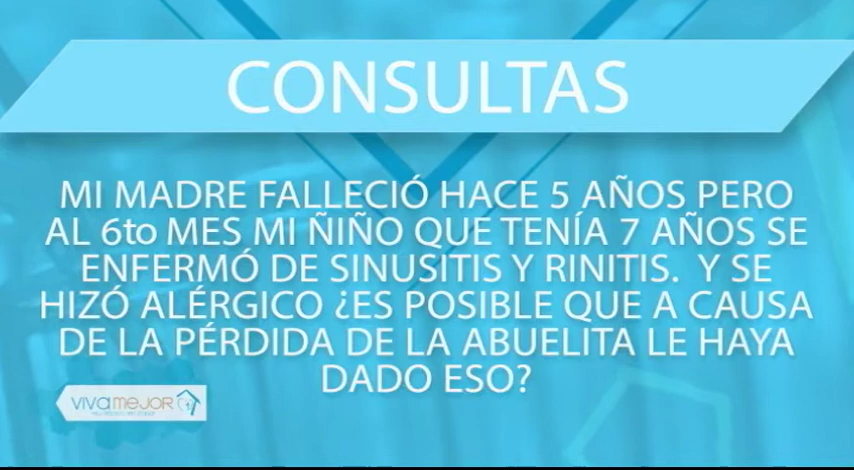 CONSULTAS
MI MADRE FALLECIÓ HACE 5 AÑOS PERO
AL 6to MES MI ÑIÑO QUE TENÍA 7 AÑOS SE
ENFERMÓ DE SINUSITIS Y RINITIS. Y SE
HIZÓ ALÉRGICO ¿ES POSIBLE QUE A CAUSA
DE LA PÉRDIDA DE LA ABUELITA LE HAYA
DADO ESO?
VIVAMEJOR